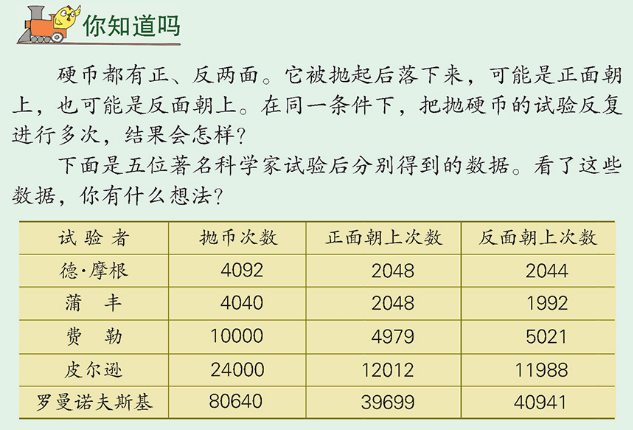 你知道吗
硬币都有正、反两面。它被抛起后落下来，可能是正面朝
上，也可能是反面朝上。在同一条件下，把抛硬币的试验反复
进行多次，结果会怎样？
下面是五位著名科学家试验后分别得到的数据。看了这些
数据，你有什么想法？
试验者 抛币次数 正面朝上次数 反面朝上次数
德·摩根 4092 2048 2044
蒲丰 4040 2048 1992
费勒 10000 4979 5021
皮尔逊 24000 12012 11988
罗曼诺夫斯基 80640 39699 40941